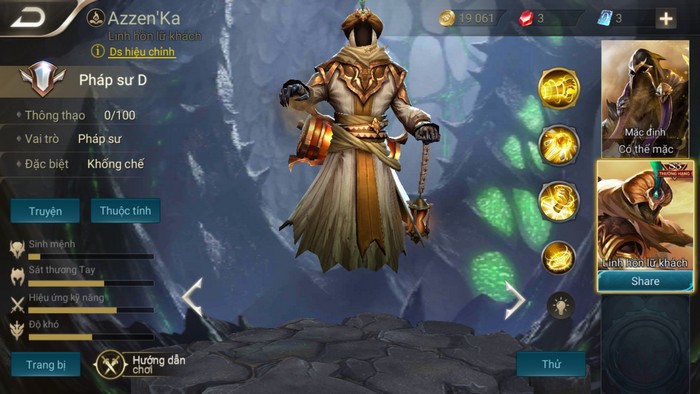 Azzen'Ka
Linh hồn lữ khách
Ds hiệu chỉnh
19 061
3
3
Pháp sư D
Thông thạo 0/100
Vai trò Pháp sư
Đặc biệt Khống chế
Truyện
Thuộc tính
Sinh mệnh
Sát thương Tay
Hiệu ứng kỹ năng
Độ khó
Trang bị
Hướng dẫn
chơi
Thử
Mặc định
Có thể mặc
THƯỞNG HẠNG
Linh hồn lữ khách
Share